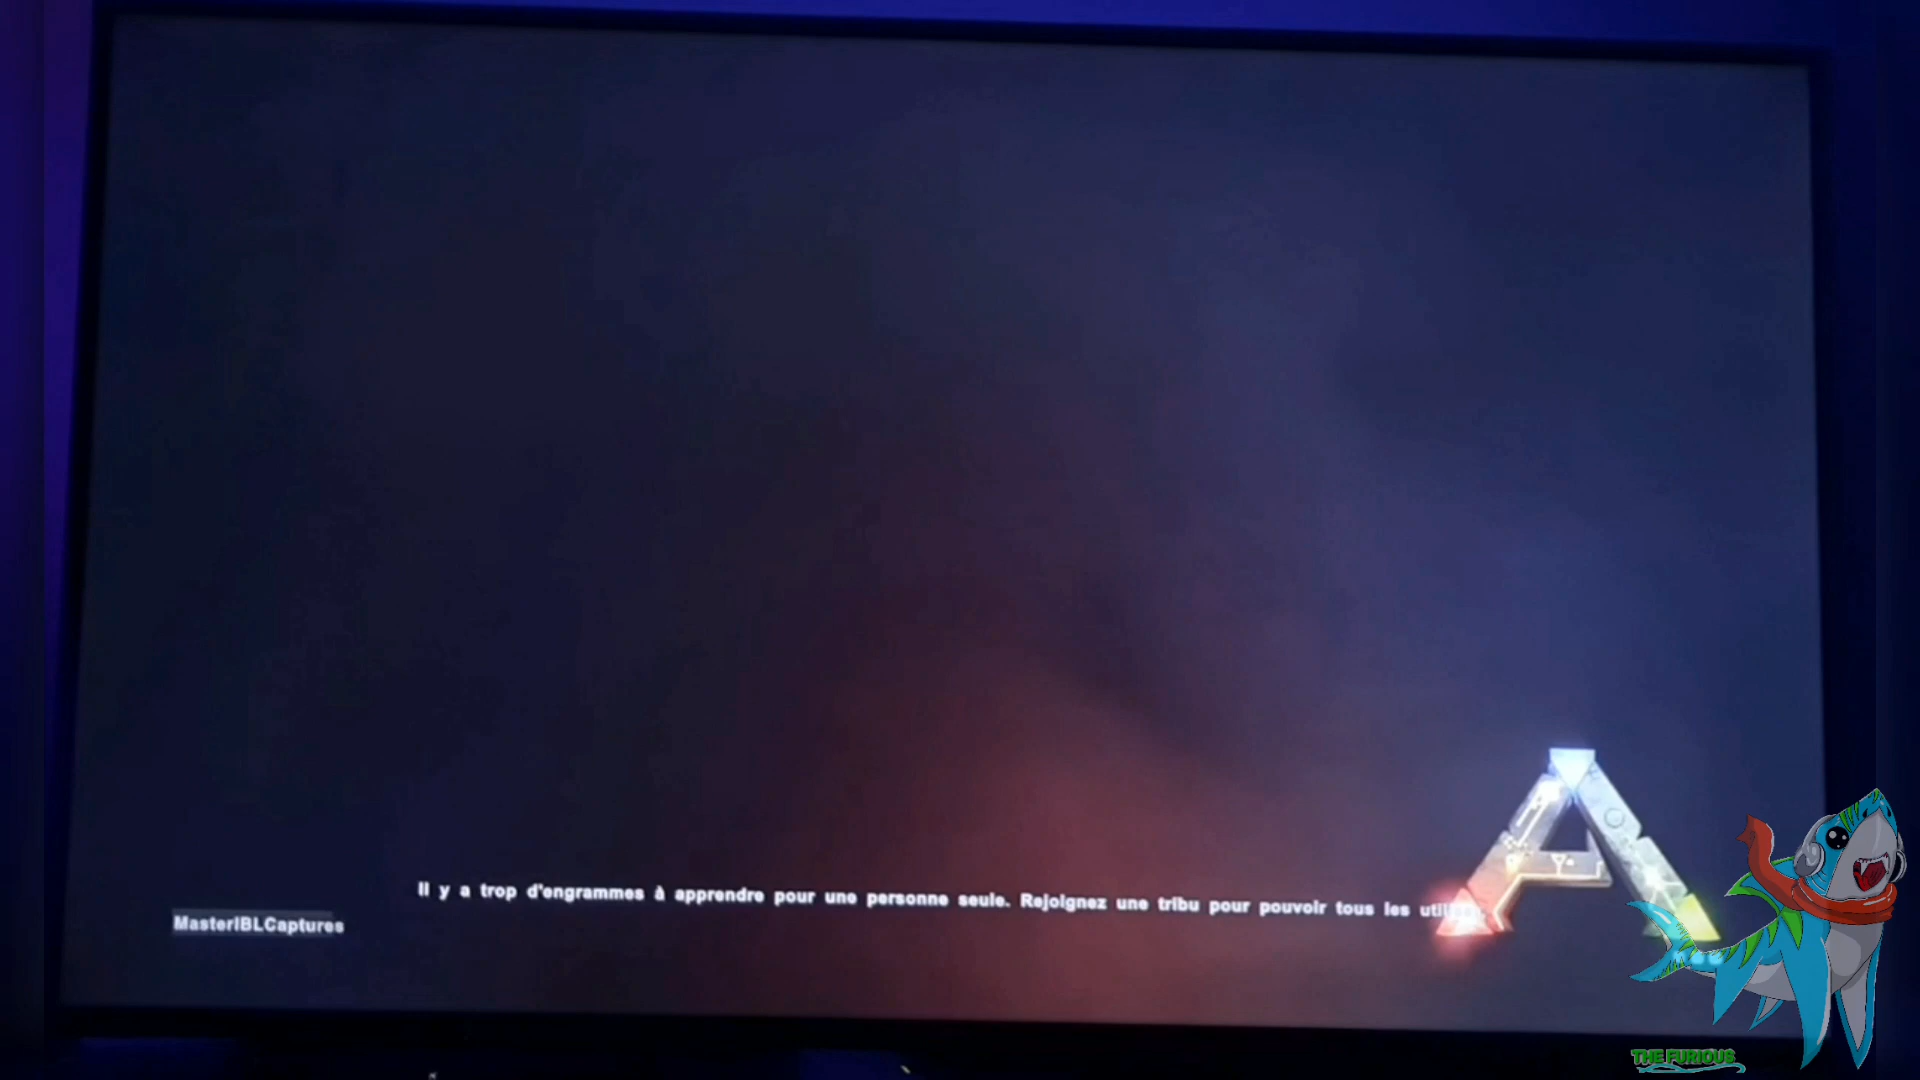 Il y a trop d'engrammes à apprendre pour une personne seule. Rejoignez une tribu pour pouvoir tous les
MasterIBLCaptures
THE FURIOUS